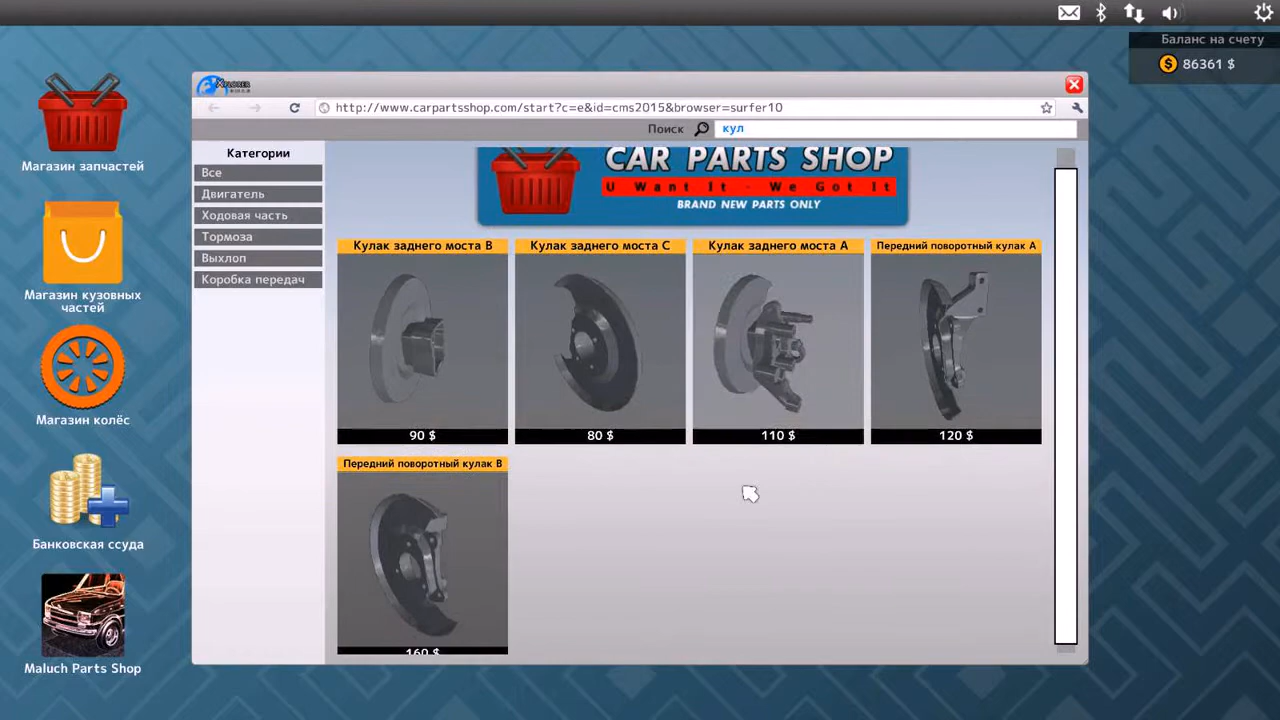 Баланс на счету
86361 $
XPLORER
http://www.carpartsshop.com/start?c=e&id=cms2015&browser=surfer10
Поиск
кул
Магазин запчастей
Магазин кузовных
частей
Магазин колёс
Банковская ссуда
Maluch Parts Shop
Категории
Все
Двигатель
Ходовая часть
Тормоза
Выхлоп
Коробка передач
CAR PARTS SHOP
U Want It - We Got It
BRAND NEW PARTS ONLY
Кулак заднего моста B
Кулак заднего моста C
Кулак заднего моста A
Передний поворотный кулак A
90 $
80 $
110 $
120 $
Передний поворотный кулак B
160 $